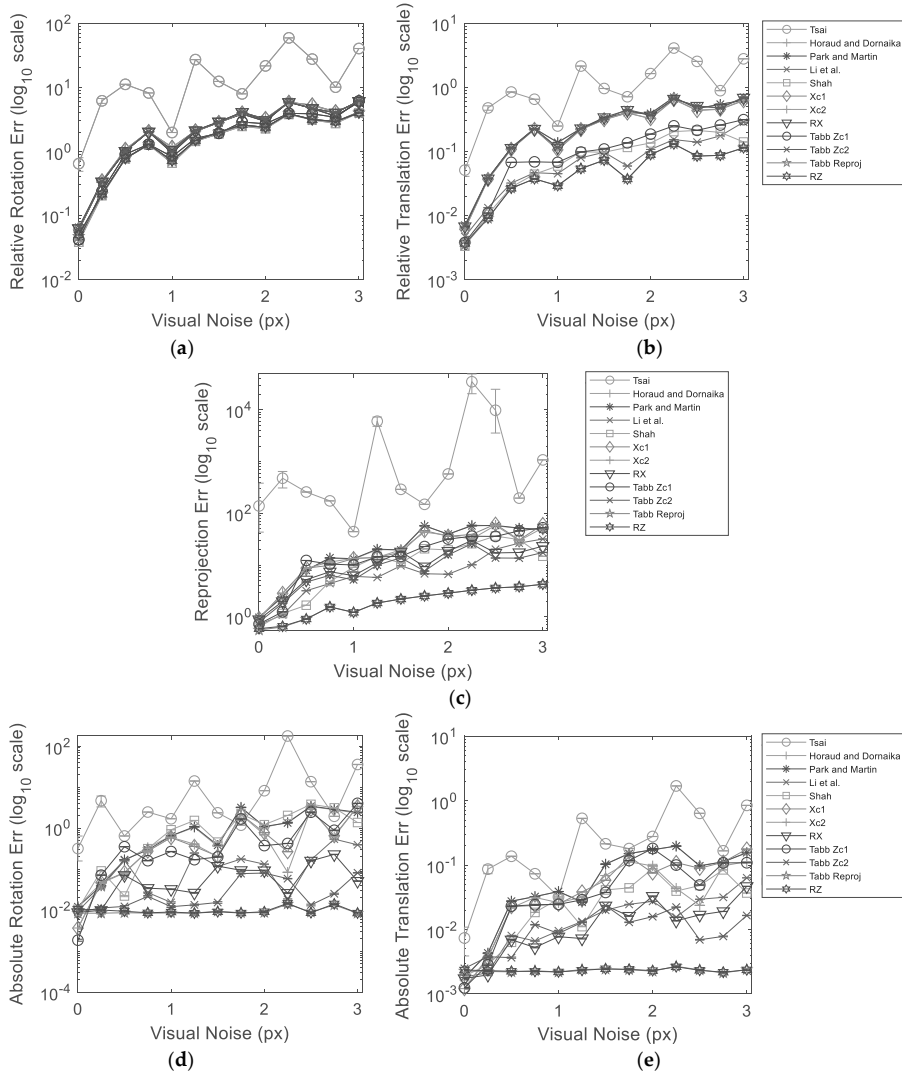 Relative Rotation Err (log10 scale)
10^2
10^1
10^0
10^-1
10^-2
0 1 2 3
Visual Noise (px)
(a)
Relative Translation Err (log10 scale)
10^1
10^0
10^-1
10^-2
10^-3
0 1 2 3
Visual Noise (px)
(b)
Tsai
Horaud and Dornaika
Park and Martin
Li et al.
Shah
Xc1
Xc2
RX
Tabb Zc1
Tabb Zc2
Tabb Reproj
RZ
Reprojection Err (log10 scale)
10^4
10^2
10^0
0 1 2 3
Visual Noise (px)
(c)
Tsai
Horaud and Dornaika
Park and Martin
Li et al.
Shah
Xc1
Xc2
RX
Tabb Zc1
Tabb Zc2
Tabb Reproj
RZ
Absolute Rotation Err (log10 scale)
10^2
10^0
10^-2
10^-4
0 1 2 3
Visual Noise (px)
(d)
Absolute Translation Err (log10 scale)
10^1
10^0
10^-1
10^-2
10^-3
0 1 2 3
Visual Noise (px)
(e)
Tsai
Horaud and Dornaika
Park and Martin
Li et al.
Shah
Xc1
Xc2
RX
Tabb Zc1
Tabb Zc2
Tabb Reproj
RZ